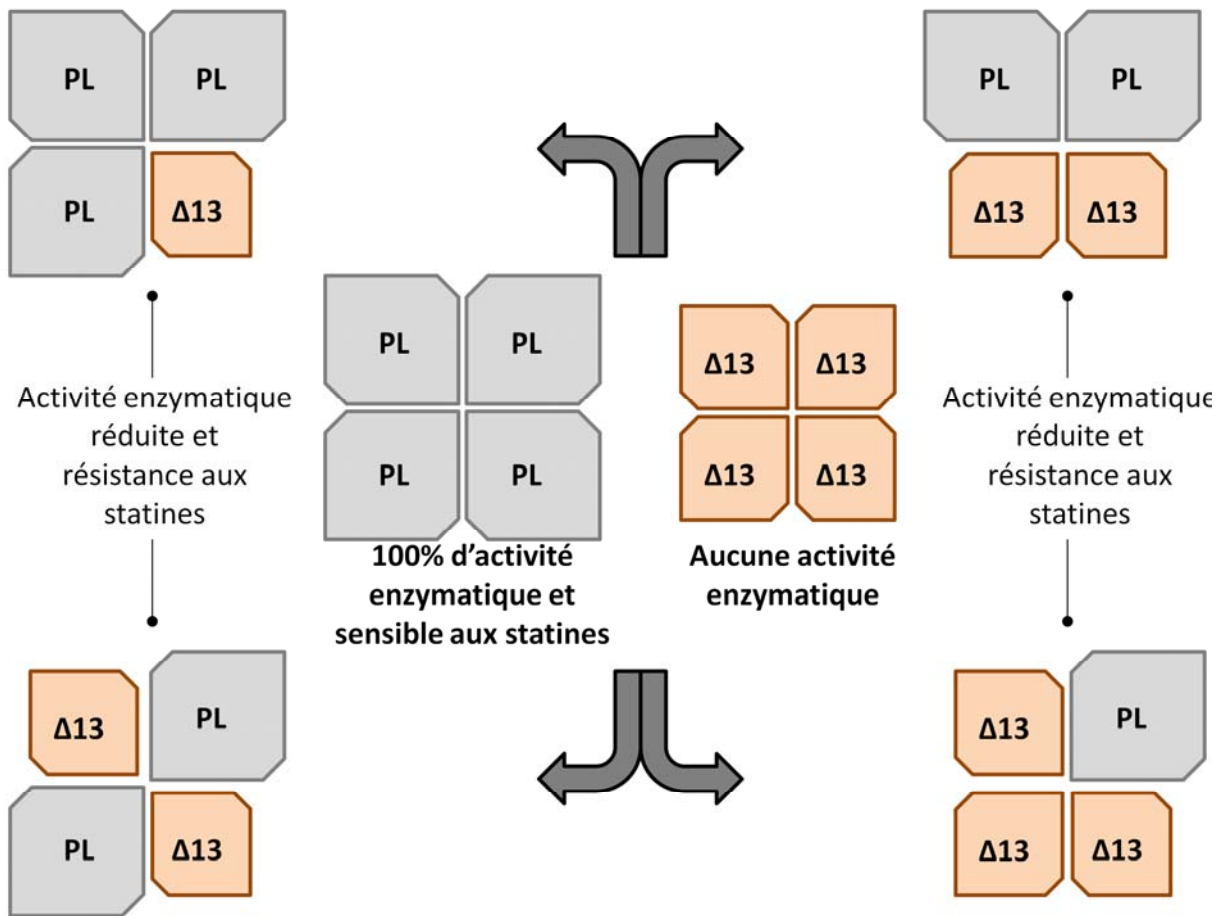 PL PL
PL Δ13
PL PL
Δ13 Δ13
PL PL
PL PL
Δ13 Δ13
Δ13 Δ13
Activité enzymatique
réduite et
résistance aux
statines
100% d’activité
enzymatique et
sensible aux statines
Aucune activité
enzymatique
Activité enzymatique
réduite et
résistance aux
statines
Δ13 PL
PL Δ13
Δ13 PL
Δ13 Δ13